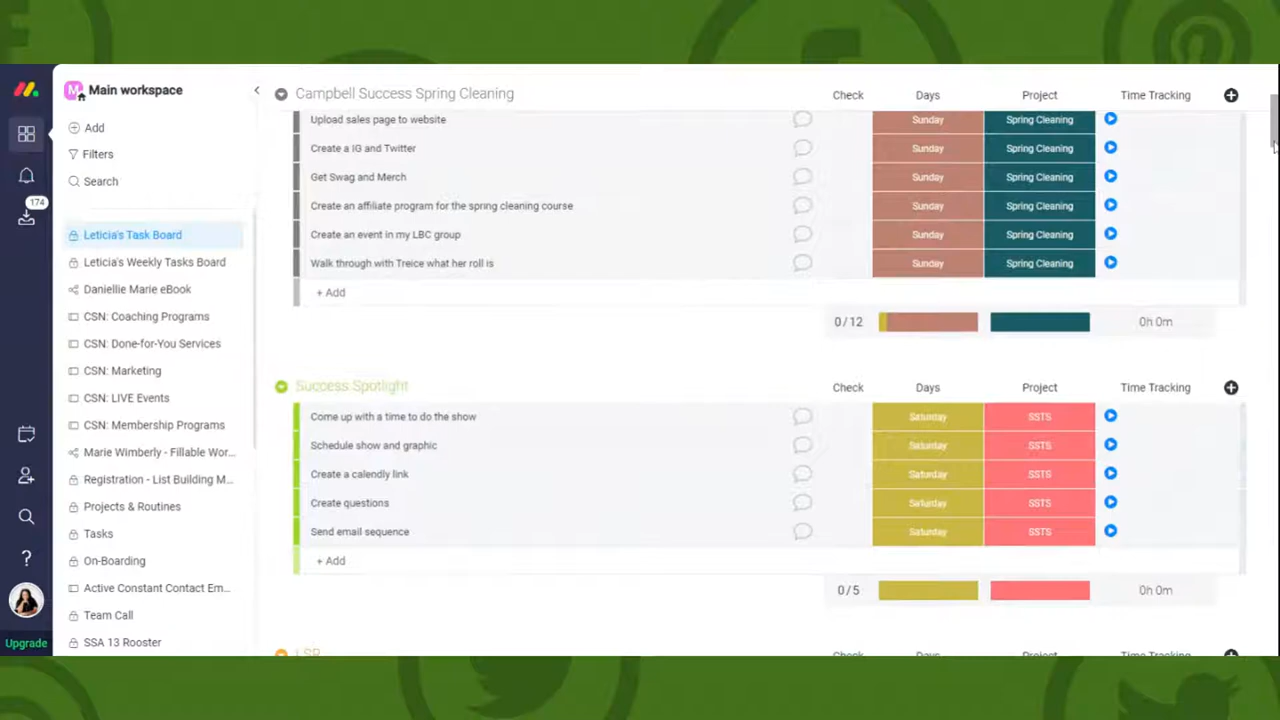 M Main workspace
Add
Filters
Search
174
Leticia's Task Board
Leticia's Weekly Tasks Board
Daniellie Marie eBook
CSN: Coaching Programs
CSN: Done-for-You Services
CSN: Marketing
CSN: LIVE Events
CSN: Membership Programs
Marie Wimberly - Fillable Wor...
Registration - List Building M...
Projects & Routines
Tasks
On-Boarding
Active Constant Contact Em...
Team Call
SSA 13 Rooster
Upgrade
Campbell Success Spring Cleaning Check Days Project Time Tracking
Upload sales page to website Sunday Spring Cleaning
Create a IG and Twitter Sunday Spring Cleaning
Get Swag and Merch Sunday Spring Cleaning
Create an affiliate program for the spring cleaning course Sunday Spring Cleaning
Create an event in my LBC group Sunday Spring Cleaning
Walk through with Treice what her roll is Sunday Spring Cleaning
+ Add
0 / 12 0h 0m
Success Spotlight Check Days Project Time Tracking
Come up with a time to do the show Saturday SSTS
Schedule show and graphic Saturday SSTS
Create a calendly link Saturday SSTS
Create questions Saturday SSTS
Send email sequence Saturday SSTS
+ Add
0 / 5 0h 0m
LSR Check Days Project Time Tracking